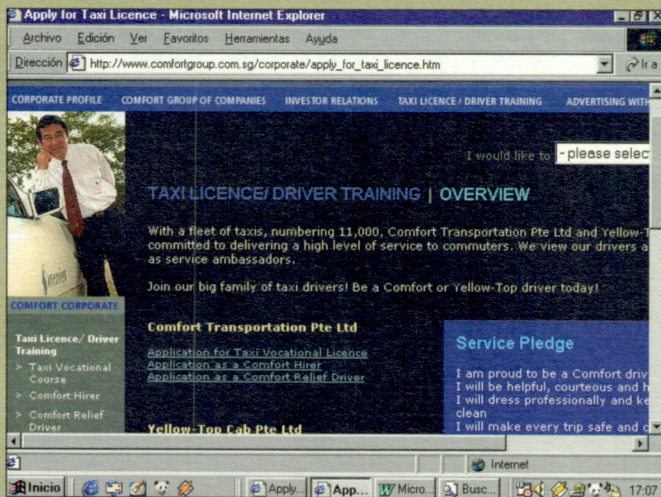 Apply for Taxi Licence - Microsoft Internet Explorer
Archivo Edición Ver Favoritos Herramientas Ayuda
Dirección http://www.comfortgroup.com.sg/corporate/apply_for_taxi_licence.htm Ir a
CORPORATE PROFILE COMFORT GROUP OF COMPANIES INVESTOR RELATIONS TAXI LICENCE / DRIVER TRAINING ADVERTISING WITH
I would like to - please selec
TAXI LICENCE/ DRIVER TRAINING | OVERVIEW
With a fleet of taxis, numbering 11,000, Comfort Transportation Pte Ltd and Yellow-T
committed to delivering a high level of service to commuters. We view our drivers a
as service ambassadors.
Join our big family of taxi drivers! Be a Comfort or Yellow-Top driver today!
COMFORT CORPORATE
Taxi Licence/ Driver
Training
> Taxi Vocational
Course
> Comfort Hirer
> Comfort Relief
Driver
Comfort Transportation Pte Ltd
Application for Taxi Vocational Licence
Application as a Comfort Hirer
Application as a Comfort Relief Driver
Yellow-Top Cab Pte Ltd
Service Pledge
I am proud to be a Comfort driv
I will be helpful, courteous and h
I will dress professionally and ke
clean
I will make every trip safe and c
Internet
Inicio Apply... App... Micro... Busc... 17:07